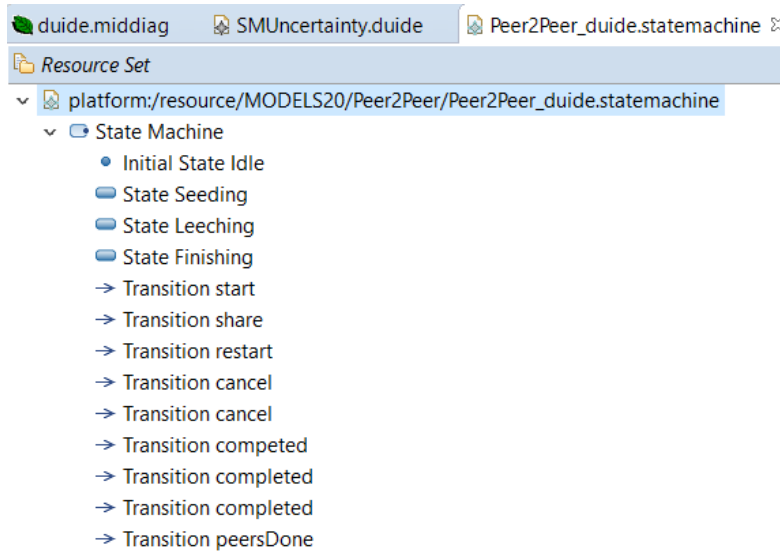 duide.middiag SMUncertainty.duide Peer2Peer_duide.statemachine
Resource Set
platform:/resource/MODELS20/Peer2Peer/Peer2Peer_duide.statemachine
State Machine
Initial State Idle
State Seeding
State Leeching
State Finishing
Transition start
Transition share
Transition restart
Transition cancel
Transition cancel
Transition competed
Transition completed
Transition completed
Transition peersDone